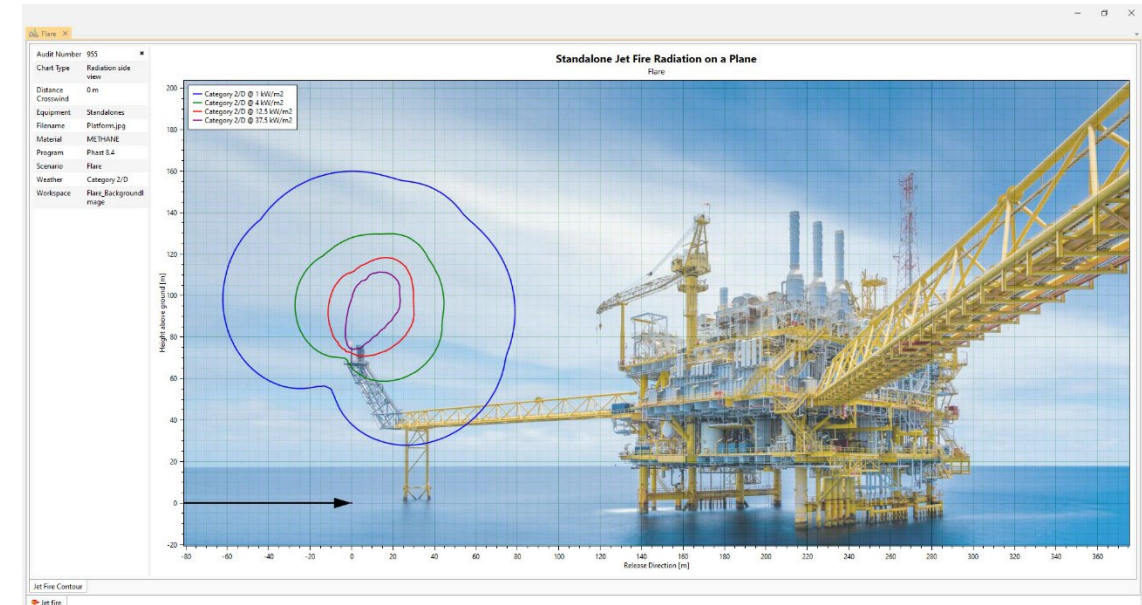 Flare
Audit Number 955
Chart Type Radiation side
view
Distance 0 m
Crosswind
Equipment Standalones
Filename Platform.jpg
Material METHANE
Program Phast 8.4
Scenario Flare
Weather Category 2/D
Workspace Flare_BackgroundI
mage
Standalone Jet Fire Radiation on a Plane
Flare
Category 2/D @ 1 kW/m2
Category 2/D @ 4 kW/m2
Category 2/D @ 12.5 kW/m2
Category 2/D @ 37.5 kW/m2
Height above ground [m]
200
180
160
140
120
100
80
60
40
20
0
-20
-80 -60 -40 -20 0 20 40 60 80 100 120 140 160 180 200 220 240 260 280 300 320 340 360
Release Direction [m]
Jet Fire Contour
Jet fire